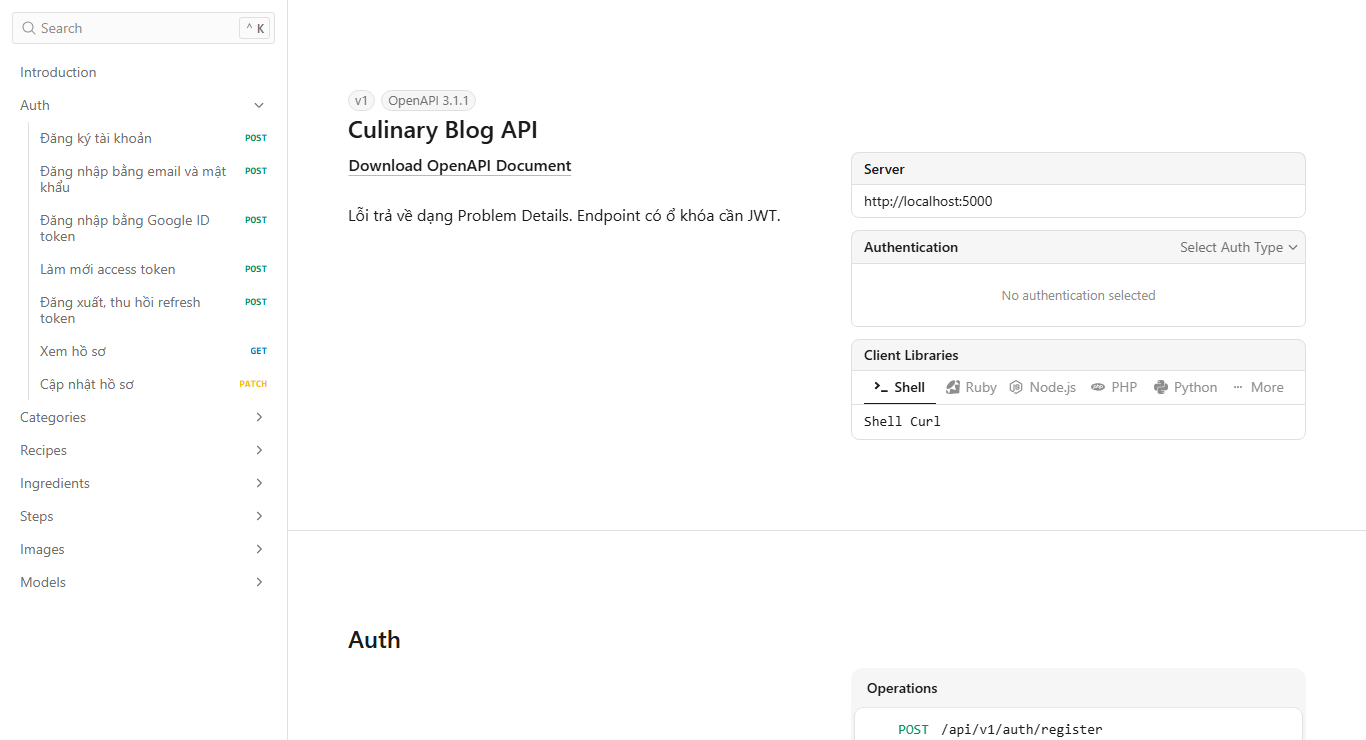 Search
^ K
Introduction
Auth
Đăng ký tài khoản POST
Đăng nhập bằng email và mật POST
khẩu
Đăng nhập bằng Google ID POST
token
Làm mới access token POST
Đăng xuất, thu hồi refresh POST
token
Xem hồ sơ GET
Cập nhật hồ sơ PATCH
Categories
Recipes
Ingredients
Steps
Images
Models
v1 OpenAPI 3.1.1
Culinary Blog API
Download OpenAPI Document
Lỗi trả về dạng Problem Details. Endpoint có ổ khóa cần JWT.
Server
http://localhost:5000
Authentication Select Auth Type
No authentication selected
Client Libraries
Shell Ruby Node.js PHP Python ··· More
Shell Curl
Auth
Operations
POST /api/v1/auth/register